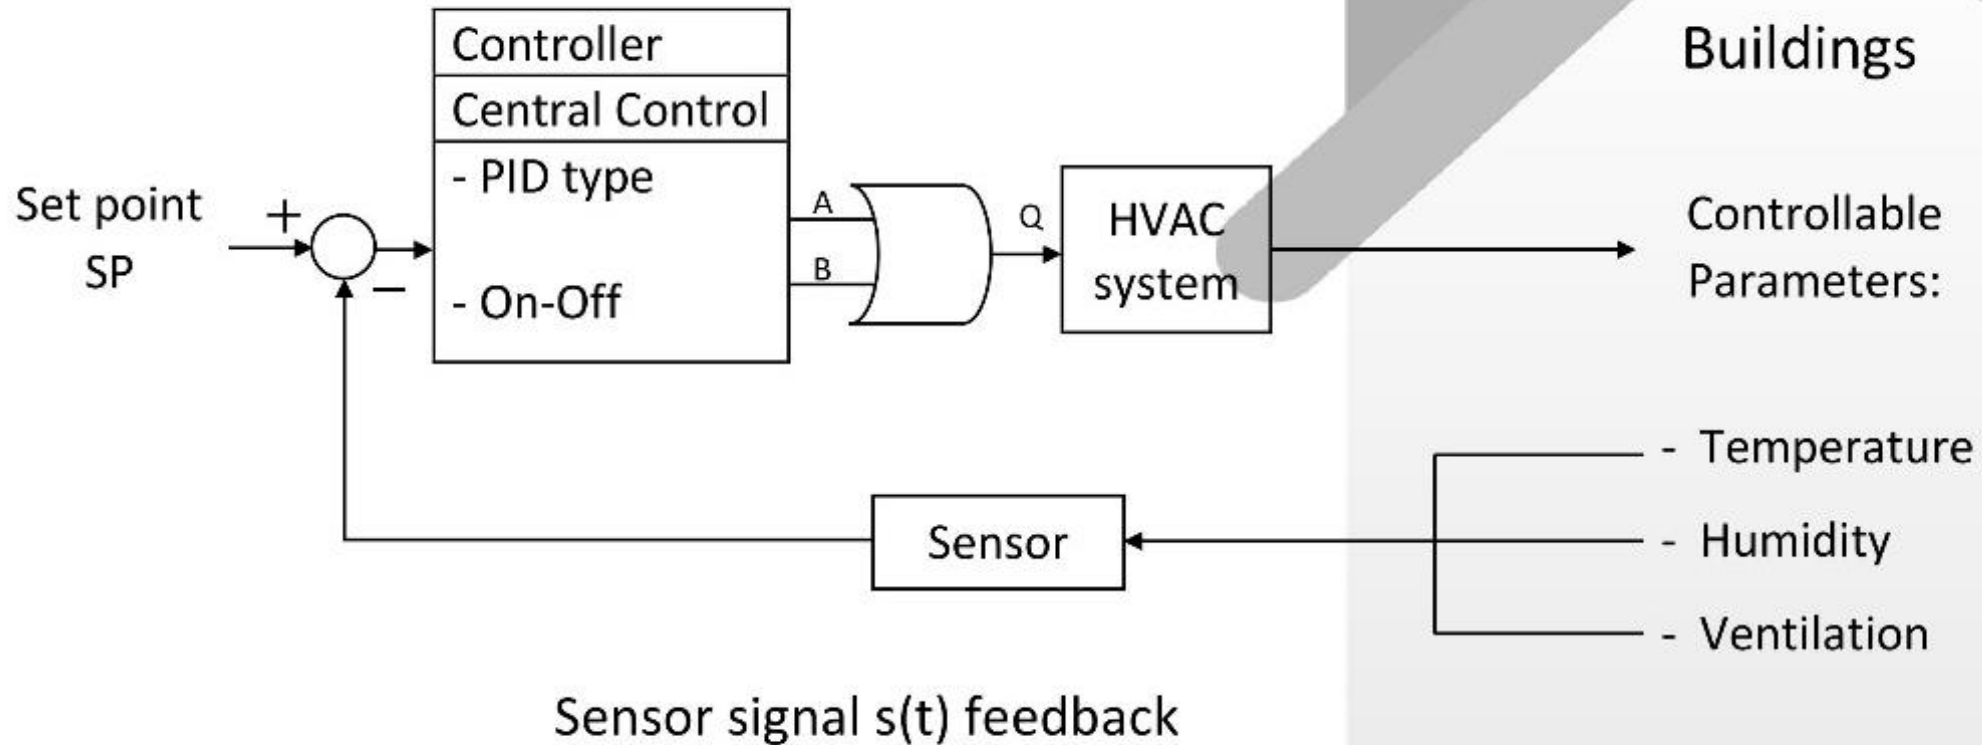 Controller
Central Control
- PID type
- On-Off
Set point
SP
+
−
A
B
Q
HVAC
system
Buildings
Controllable
Parameters:
- Temperature
- Humidity
- Ventilation
Sensor
Sensor signal s(t) feedback